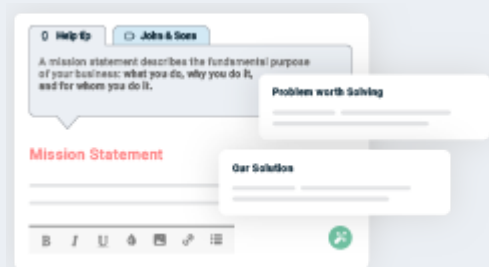 Help tip
John & Sons
A mission statement describes the fundamental purpose
of your business: what you do, why you do it,
and for whom you do it.
Problem worth Solving
Mission Statement
Our Solution
B I U